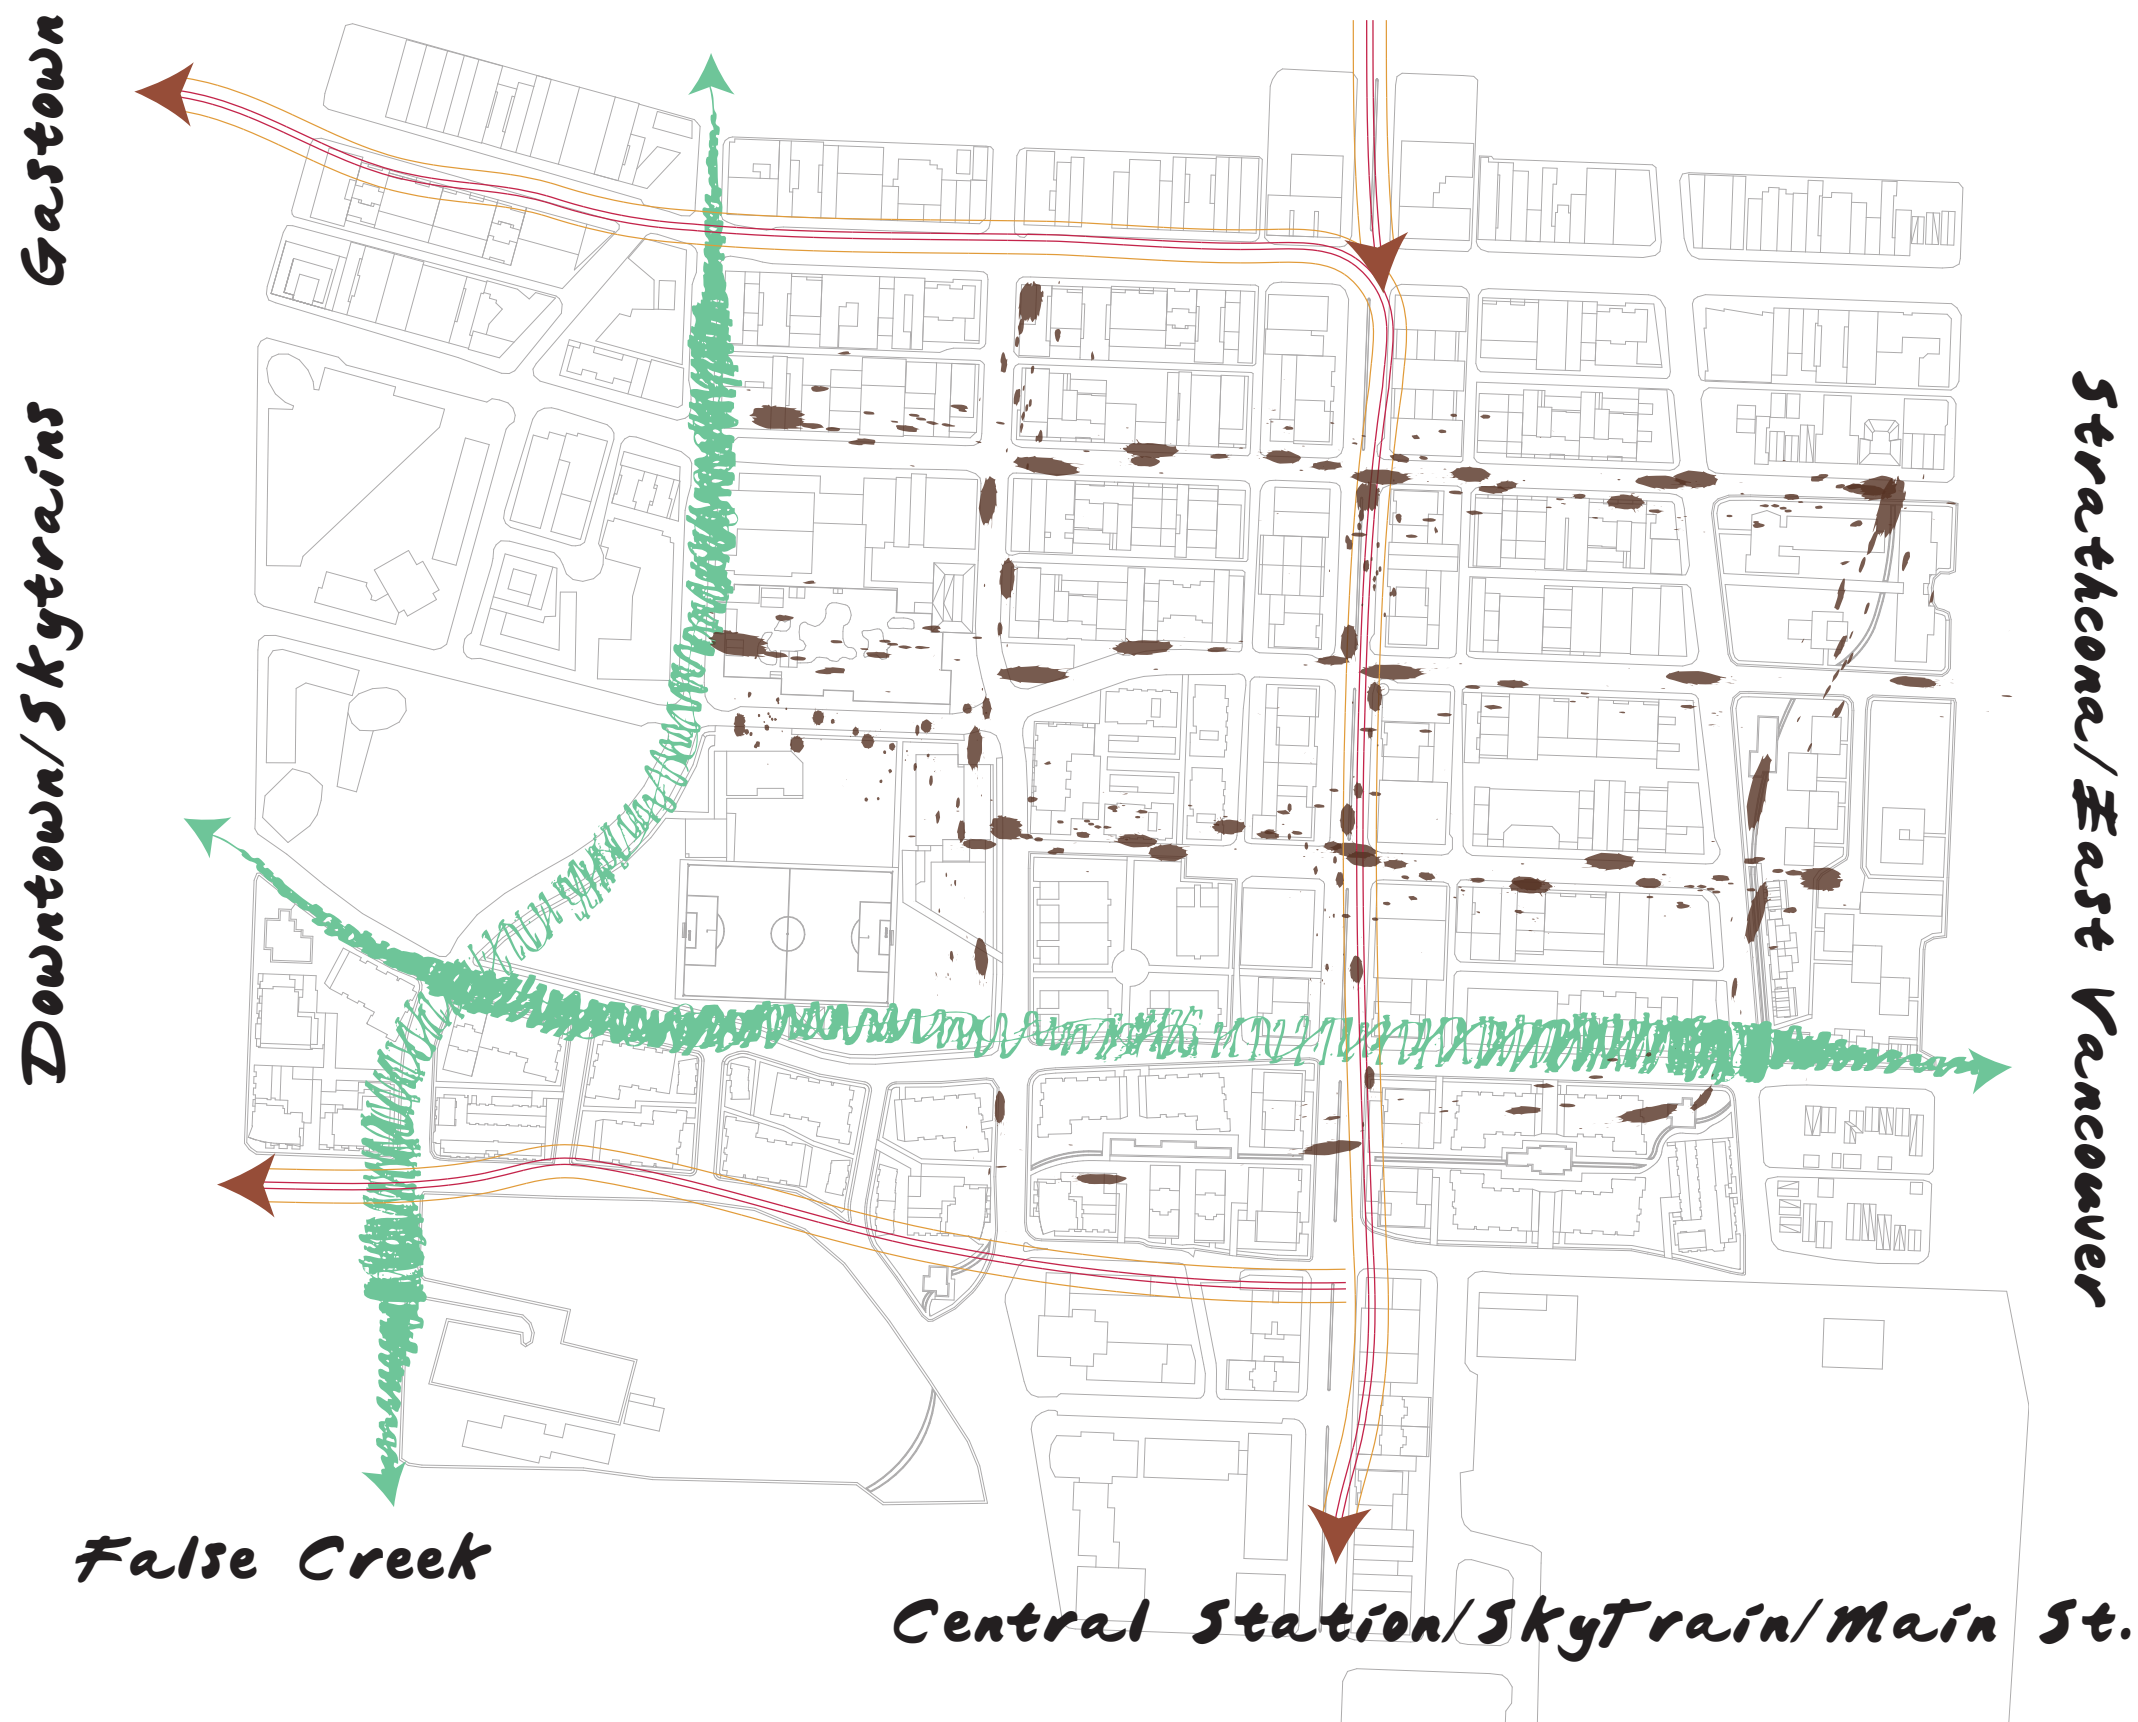 Gastown
Downtown/Skytrains
Strathcona/East Vancouver
False Creek
Central Station/SkyTrain/Main St.